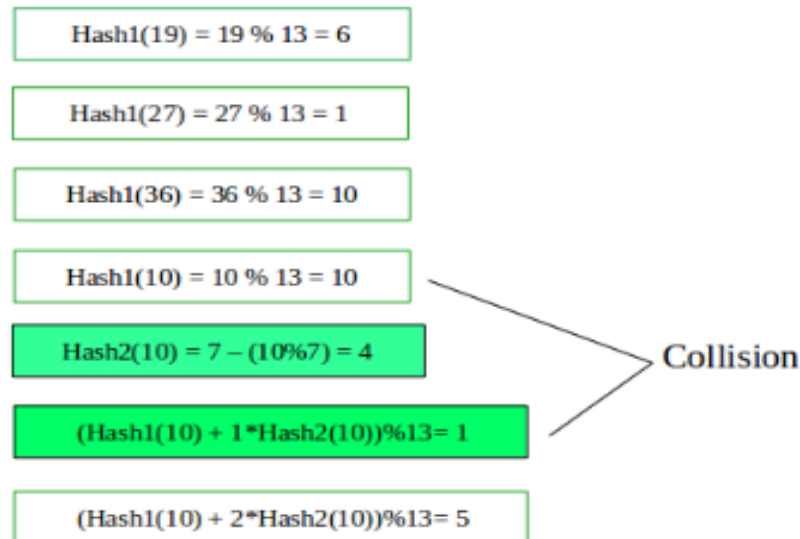 Hash1(19) = 19 % 13 = 6
Hash1(27) = 27 % 13 = 1
Hash1(36) = 36 % 13 = 10
Hash1(10) = 10 % 13 = 10
Hash2(10) = 7 – (10%7) = 4
Collision
(Hash1(10) + 1*Hash2(10))%13= 1
(Hash1(10) + 2*Hash2(10))%13= 5